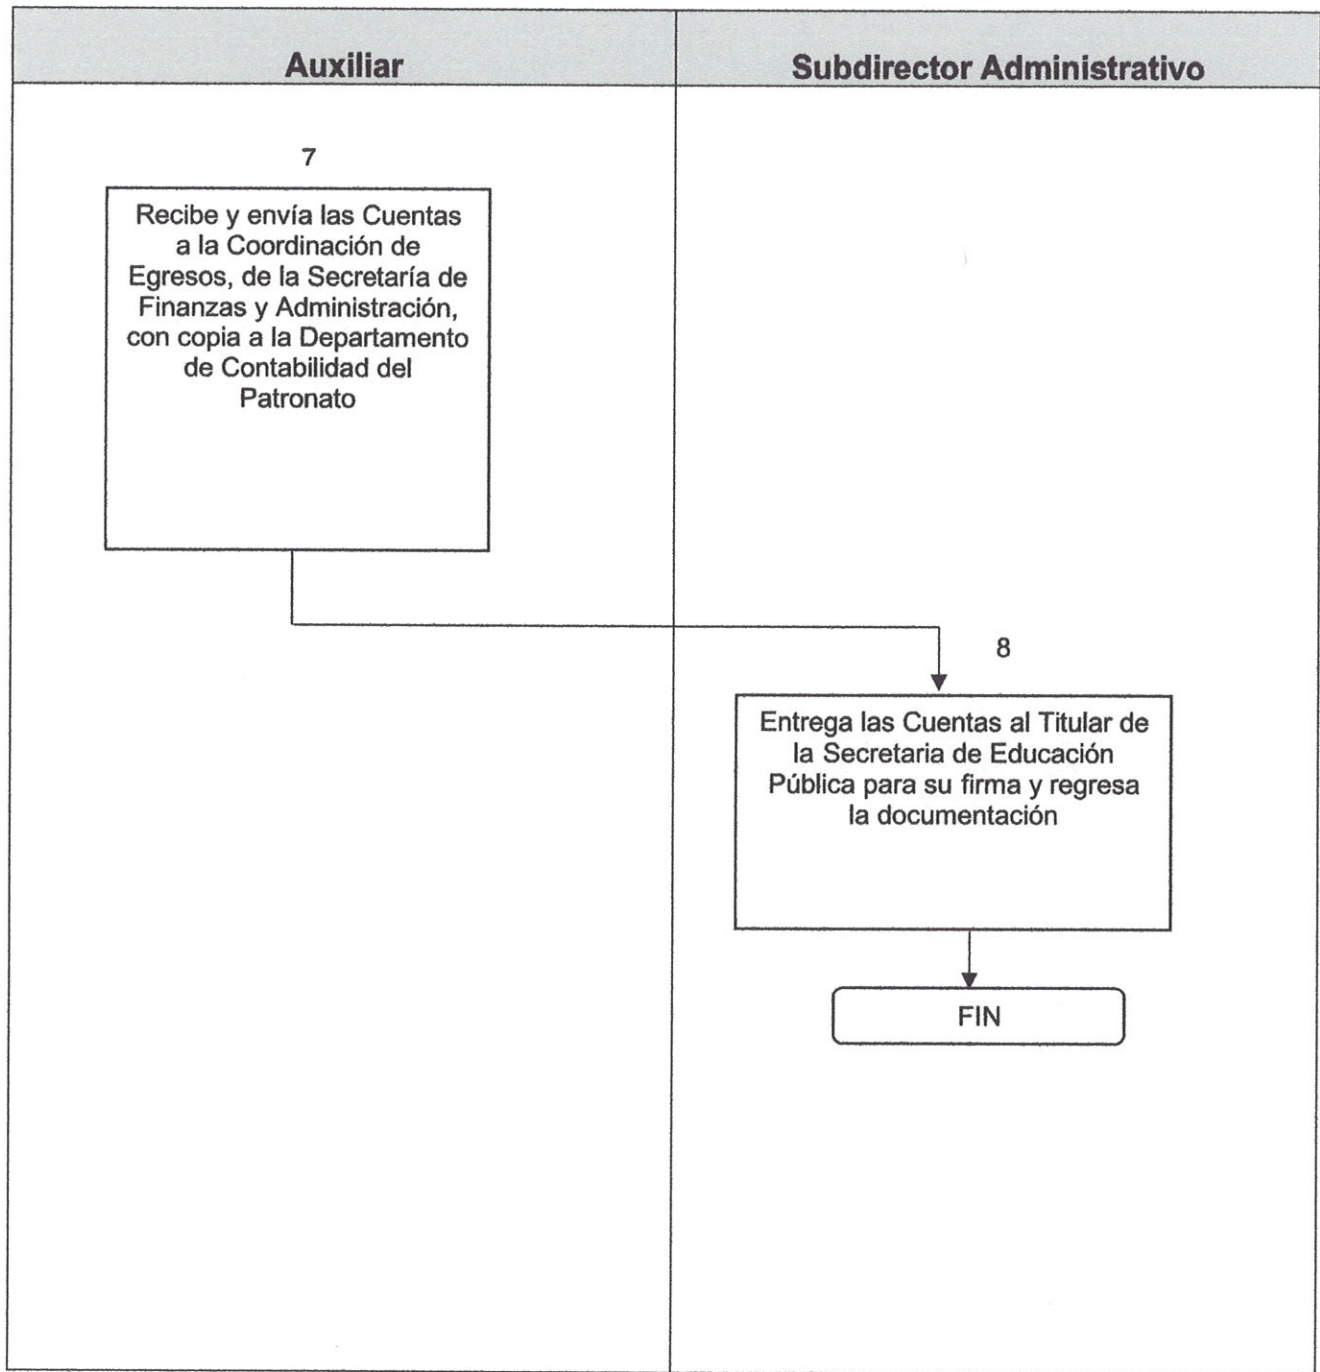 Auxiliar
Subdirector Administrativo
7
Recibe y envía las Cuentas
a la Coordinación de
Egresos, de la Secretaría de
Finanzas y Administración,
con copia a la Departamento
de Contabilidad del
Patronato
8
Entrega las Cuentas al Titular de
la Secretaria de Educación
Pública para su firma y regresa
la documentación
FIN